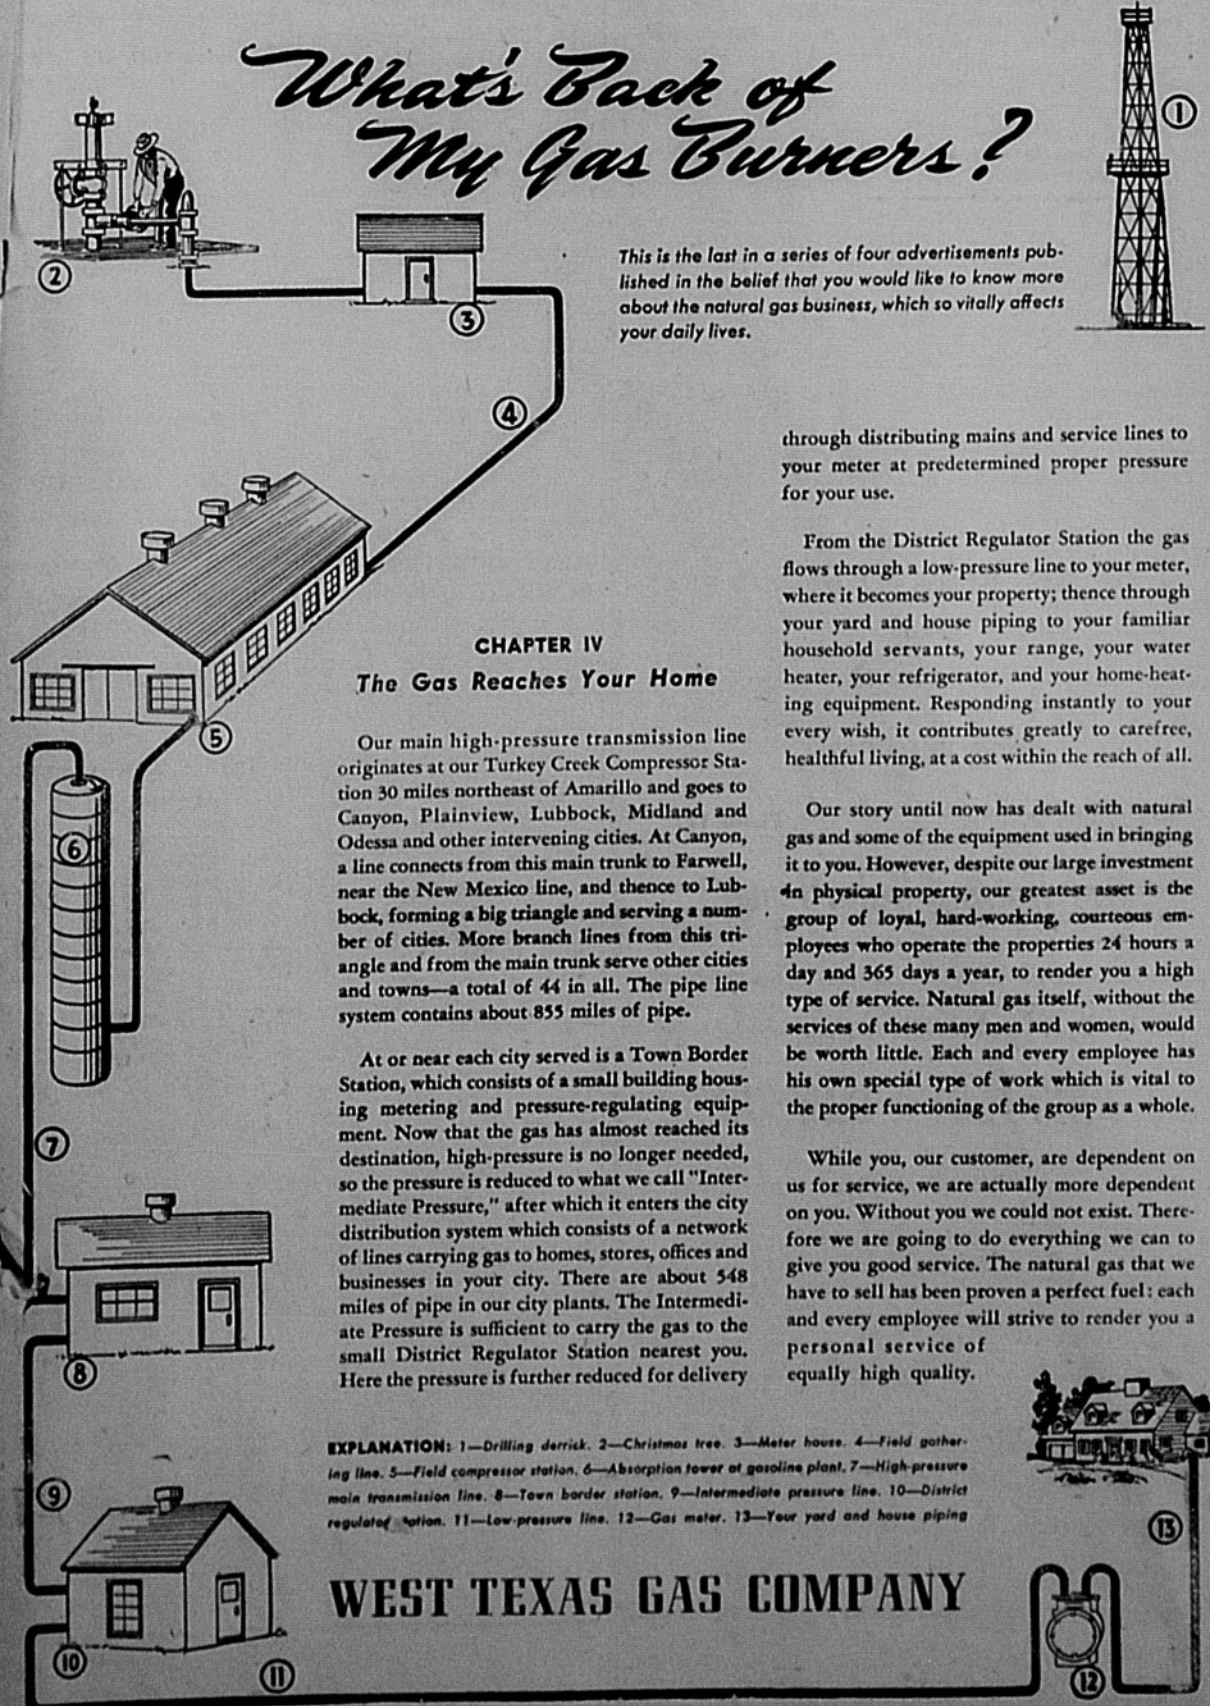 What's Back of
My Gas Burners?
1
2
3
This is the last in a series of four advertisements pub-
lished in the belief that you would like to know more
about the natural gas business, which so vitally affects
your daily lives.
4
5
6
7
8
9
10
11
CHAPTER IV
The Gas Reaches Your Home
Our main high-pressure transmission line
originates at our Turkey Creek Compressor Sta-
tion 30 miles northeast of Amarillo and goes to
Canyon, Plainview, Lubbock, Midland and
Odessa and other intervening cities. At Canyon,
a line connects from this main trunk to Farwell,
near the New Mexico line, and thence to Lub-
bock, forming a big triangle and serving a num-
ber of cities. More branch lines from this tri-
angle and from the main trunk serve other cities
and towns—a total of 44 in all. The pipe line
system contains about 855 miles of pipe.
At or near each city served is a Town Border
Station, which consists of a small building hous-
ing metering and pressure-regulating equip-
ment. Now that the gas has almost reached its
destination, high-pressure is no longer needed,
so the pressure is reduced to what we call "Inter-
mediate Pressure," after which it enters the city
distribution system which consists of a network
of lines carrying gas to homes, stores, offices and
businesses in your city. There are about 548
miles of pipe in our city plants. The Intermedi-
ate Pressure is sufficient to carry the gas to the
small District Regulator Station nearest you.
Here the pressure is further reduced for delivery
through distributing mains and service lines to
your meter at predetermined proper pressure
for your use.
From the District Regulator Station the gas
flows through a low-pressure line to your meter,
where it becomes your property; thence through
your yard and house piping to your familiar
household servants, your range, your water
heater, your refrigerator, and your home-heat-
ing equipment. Responding instantly to your
every wish, it contributes greatly to carefree,
healthful living, at a cost within the reach of all.
Our story until now has dealt with natural
gas and some of the equipment used in bringing
it to you. However, despite our large investment
in physical property, our greatest asset is the
group of loyal, hard-working, courteous em-
ployees who operate the properties 24 hours a
day and 365 days a year, to render you a high
type of service. Natural gas itself, without the
services of these many men and women, would
be worth little. Each and every employee has
his own special type of work which is vital to
the proper functioning of the group as a whole.
While you, our customer, are dependent on
us for service, we are actually more dependent
on you. Without you we could not exist. There-
fore we are going to do everything we can to
give you good service. The natural gas that we
have to sell has been proven a perfect fuel: each
and every employee will strive to render you a
personal service of
equally high quality.
EXPLANATION: 1—Drilling derrick. 2—Christmas tree. 3—Meter house. 4—Field gather-
ing line. 5—Field compressor station. 6—Absorption tower at gasoline plant. 7—High-pressure
main transmission line. 8—Town border station. 9—Intermediate pressure line. 10—District
regulator station. 11—Low-pressure line. 12—Gas meter. 13—Your yard and house piping
13
12
WEST TEXAS GAS COMPANY